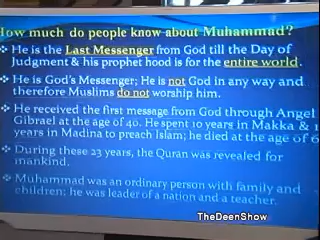 How much do people know about Muhammad?
He is the Last Messenger from God till the Day of
Judgment & his prophet hood is for the entire world.
He is God's Messenger; He is not God in any way and
therefore Muslims do not worship him.
He received the first message from God through Angel
Gibrael at the age of 40. He spent 10 years in Makka & 1
years in Madina to preach Islam; he died at the age of 6
During these 23 years, the Quran was revealed for
mankind.
Muhammad was an ordinary person with family and
children; he was leader of a nation and a teacher.
TheDeenShow